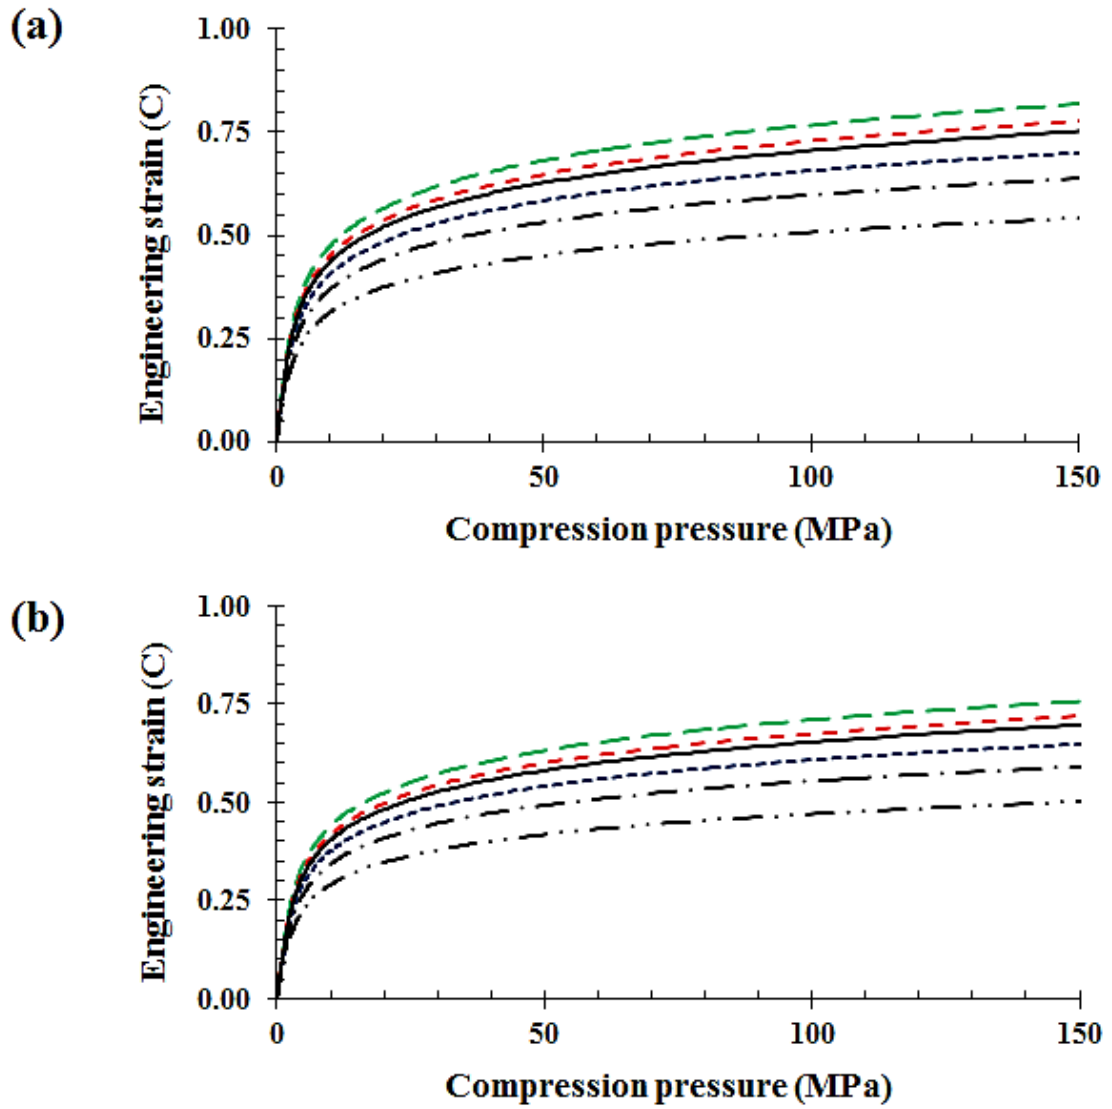 (a)
1.00
0.75
0.50
0.25
0.00
Engineering strain (C)
0 50 100 150
Compression pressure (MPa)
(b)
1.00
0.75
0.50
0.25
0.00
Engineering strain (C)
0 50 100 150
Compression pressure (MPa)